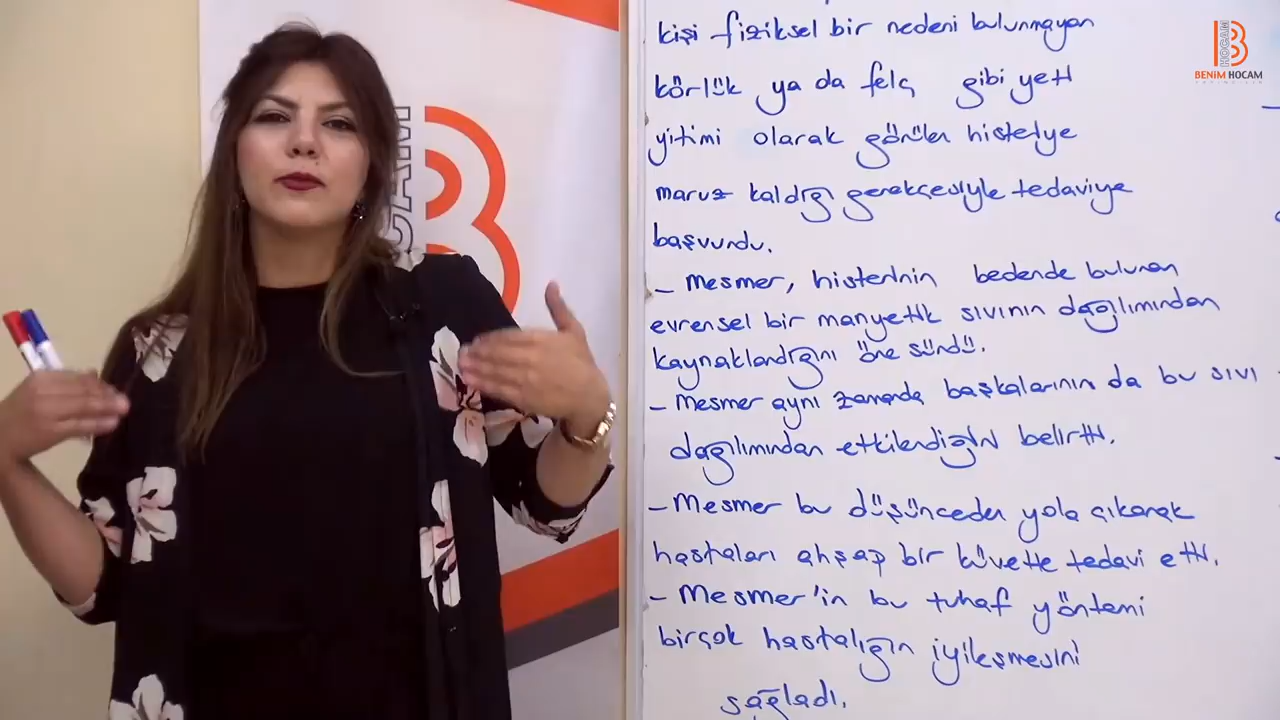 kişi fiziksel bir nedeni bulunmayan
körlük ya da felç gibi yeti
yitimi olarak görülen histeriye
maruz kaldığı gerekçesiyle tedaviye
başvurdu.
- Mesmer, histerinin bedende bulunan
evrensel bir manyetik sıvının dağılımından
kaynaklandığını öne sürdü.
- Mesmer aynı zamanda başkalarının da bu sıvı
dağılımından etkilendiğini belirtti.
- Mesmer bu düşünceden yola çıkarak
hastaları ahşap bir küvette tedavi etti.
- Mesmer'in bu tuhaf yöntemi
birçok hastalığın iyileşmesini
sağladı.
HOCAM
BENİM HOCAM
CAM